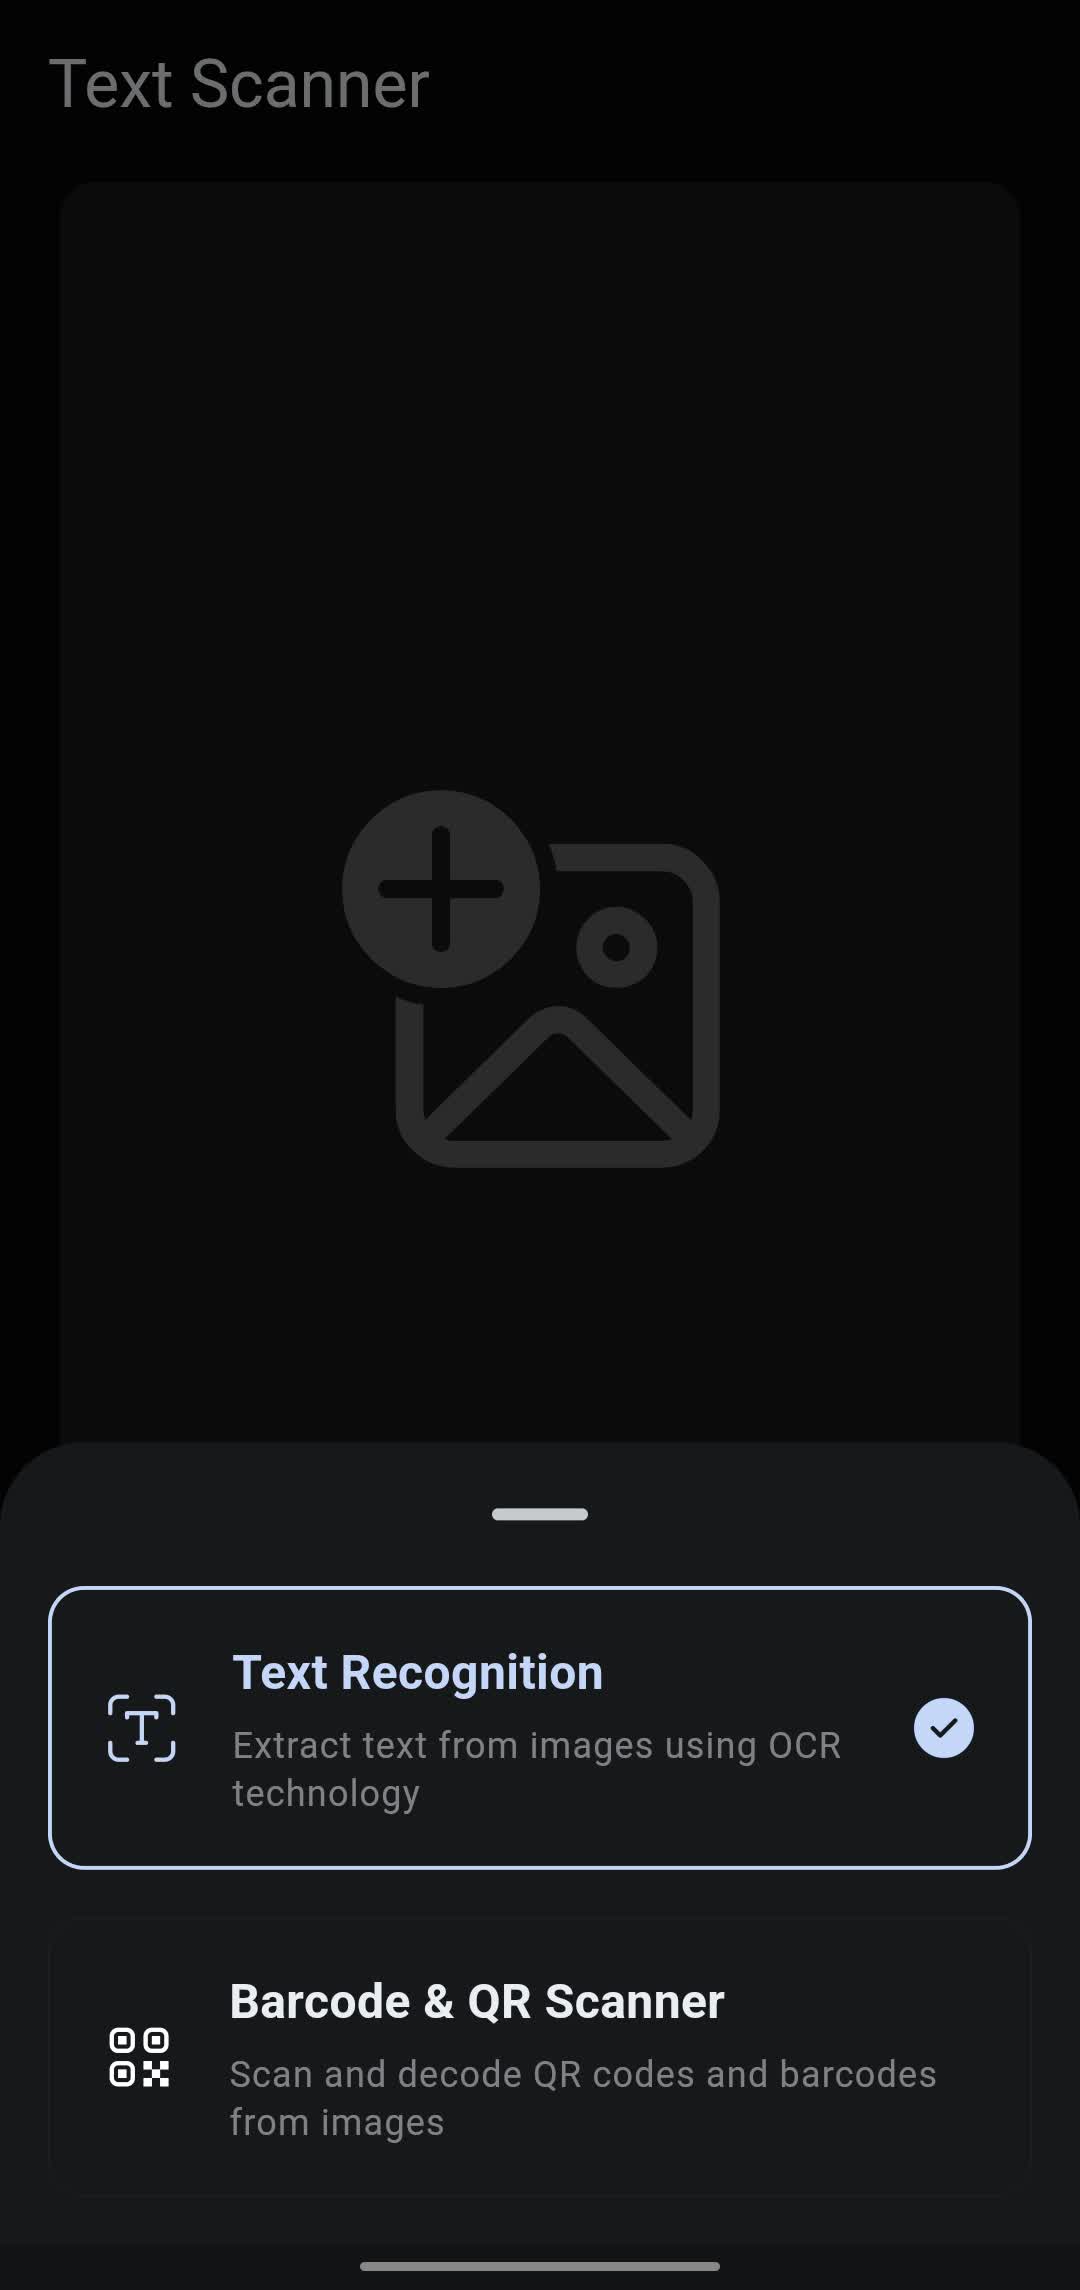 Text Scanner
Text Recognition
Extract text from images using OCR
technology
Barcode & QR Scanner
Scan and decode QR codes and barcodes
from images